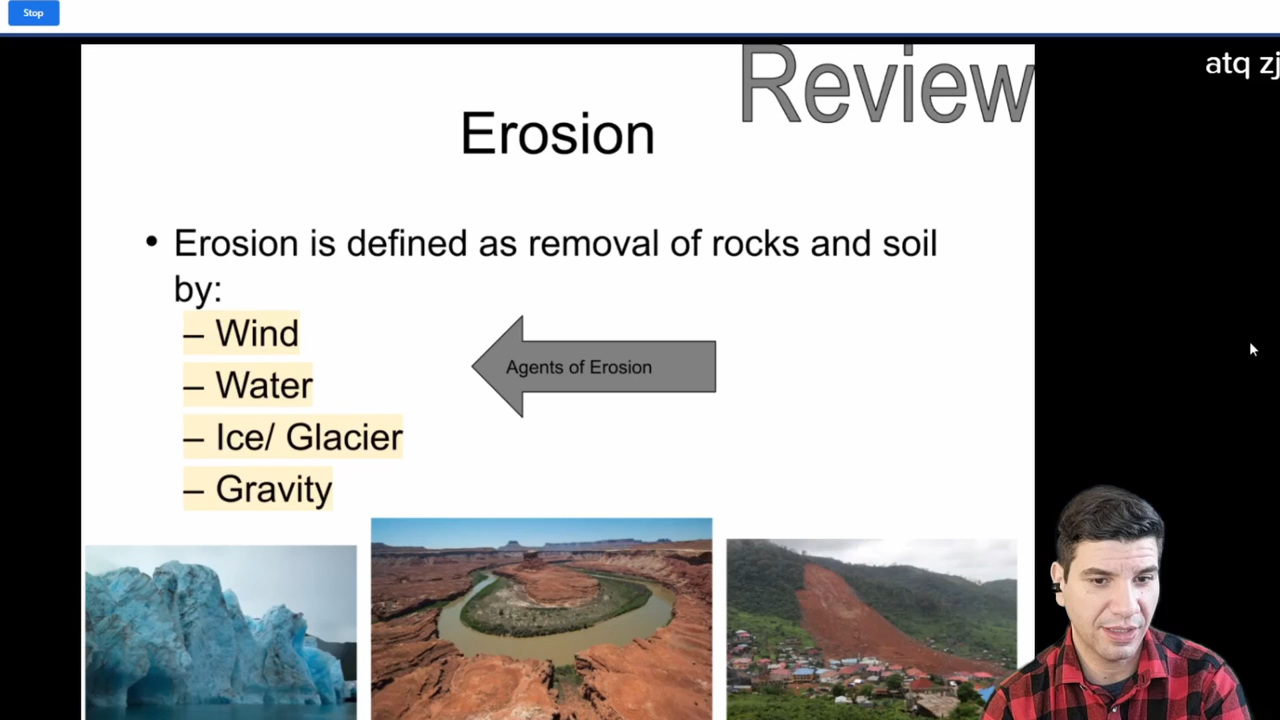 Stop
Review
atq zj
Erosion
• Erosion is defined as removal of rocks and soil
by:
– Wind
– Water
– Ice/ Glacier
– Gravity
Agents of Erosion